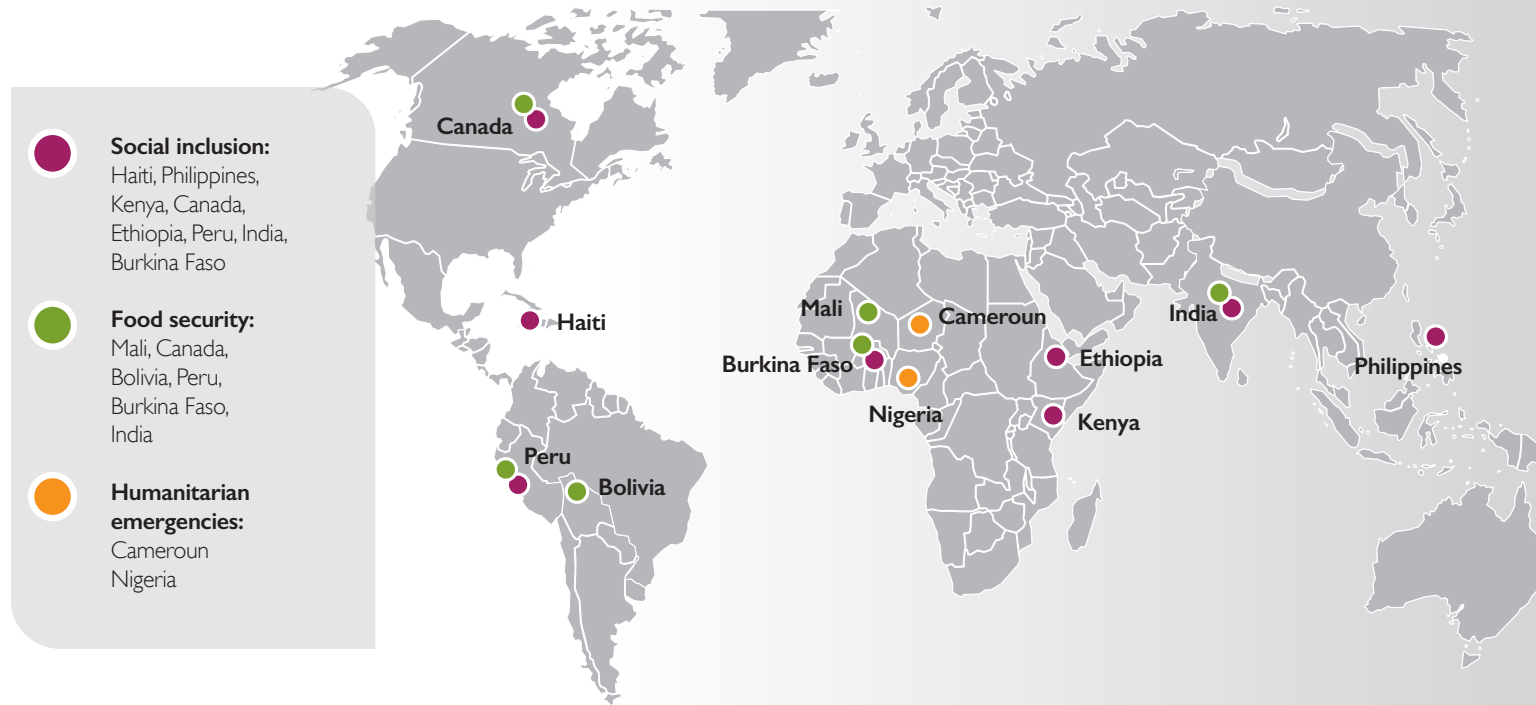 Social inclusion:
Haiti, Philippines,
Kenya, Canada,
Ethiopia, Peru, India,
Burkina Faso
Food security:
Mali, Canada,
Bolivia, Peru,
Burkina Faso,
India
Humanitarian
emergencies:
Cameroun
Nigeria
Canada
Haiti
Peru
Bolivia
Mali
Cameroun
Burkina Faso
Nigeria
Ethiopia
Kenya
India
Philippines